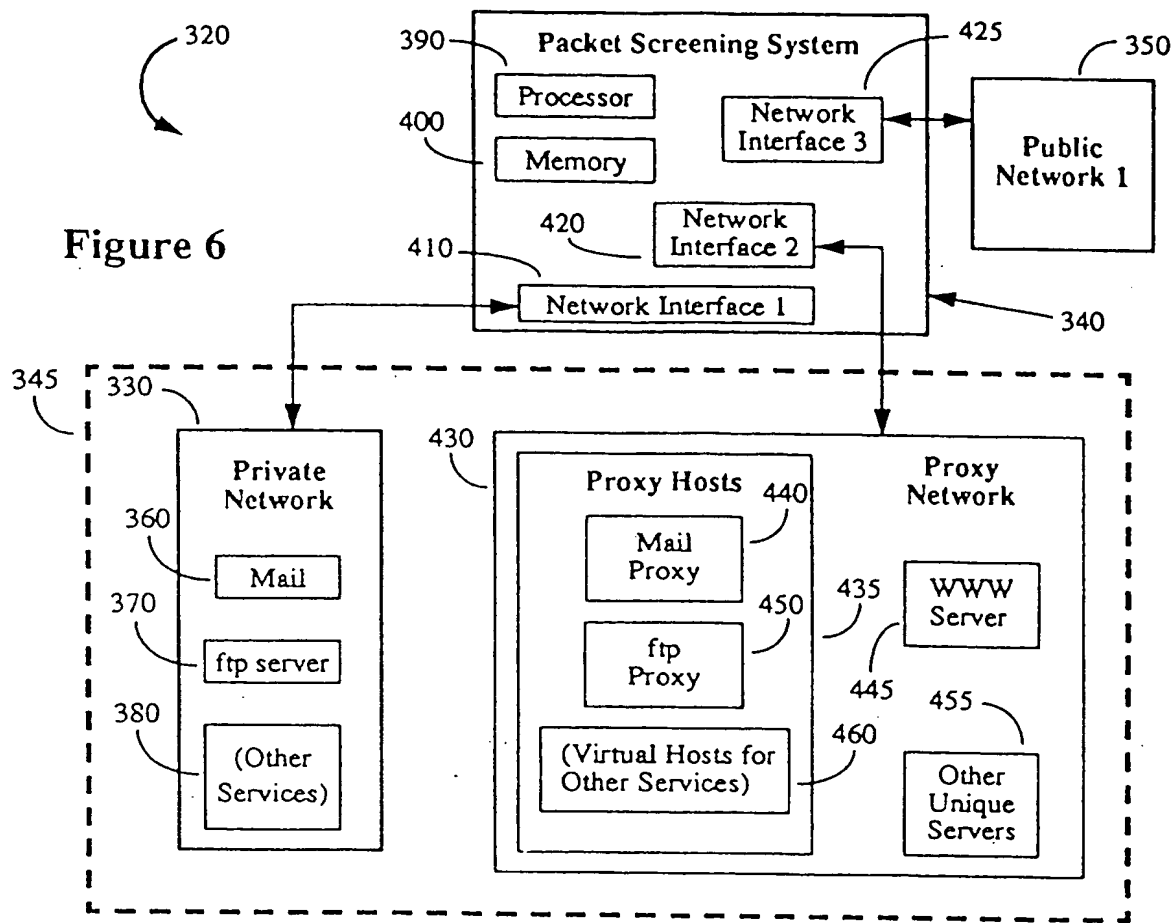 320
Packet Screening System
425
350
390
Processor
400
Memory
Network
Interface 3
Public
Network 1
Figure 6
420
Network
Interface 2
410
Network Interface 1
340
345
330
Private
Network
360
Mail
370
ftp server
380
(Other
Services)
430
Proxy Hosts
440
Mail
Proxy
450
ftp
Proxy
435
(Virtual Hosts for
Other Services)
460
Proxy
Network
WWW
Server
445
455
Other
Unique
Servers